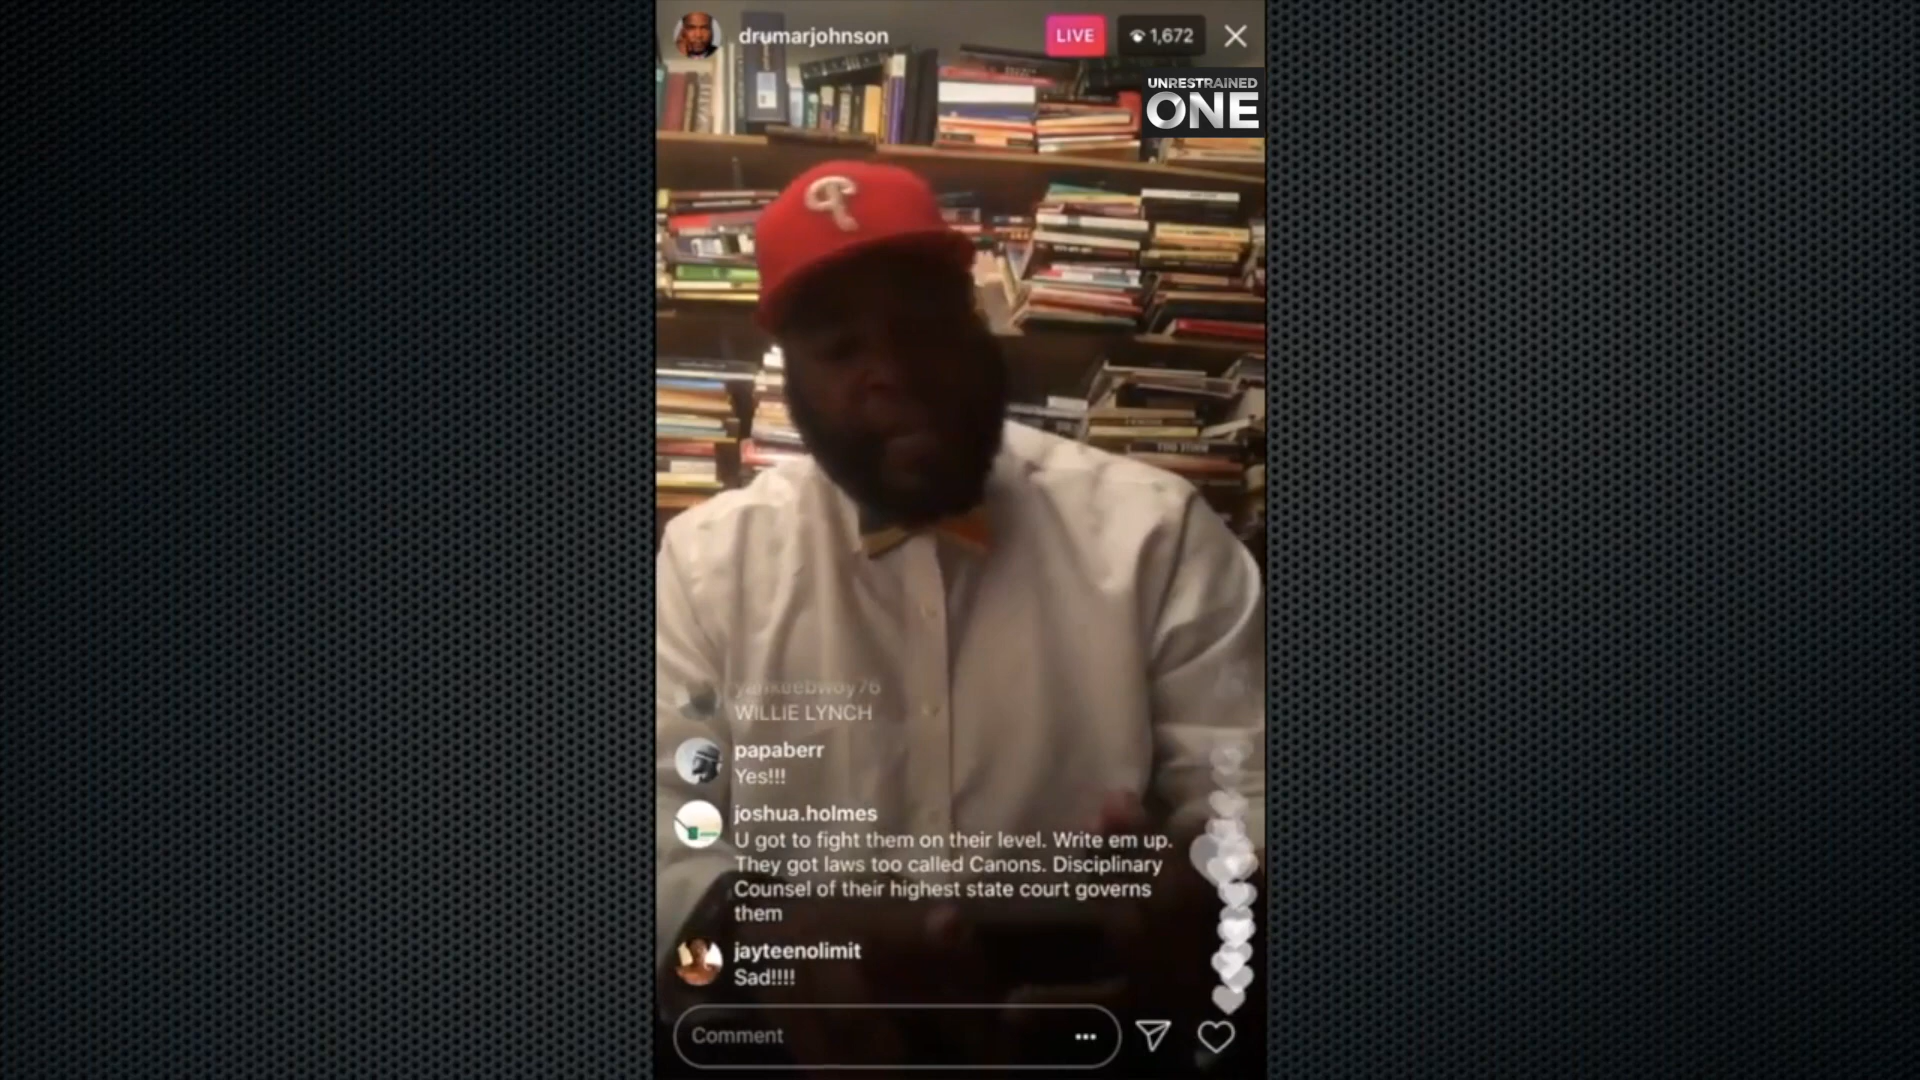 drumarjohnson
LIVE
1,672
UNRESTRAINED
ONE
P
yankeebwoy76
WILLIE LYNCH
papaberr
Yes!!!
joshua.holmes
U got to fight them on their level. Write em up.
They got laws too called Canons. Disciplinary
Counsel of their highest state court governs
them
jayteenolimit
Sad!!!!
Comment